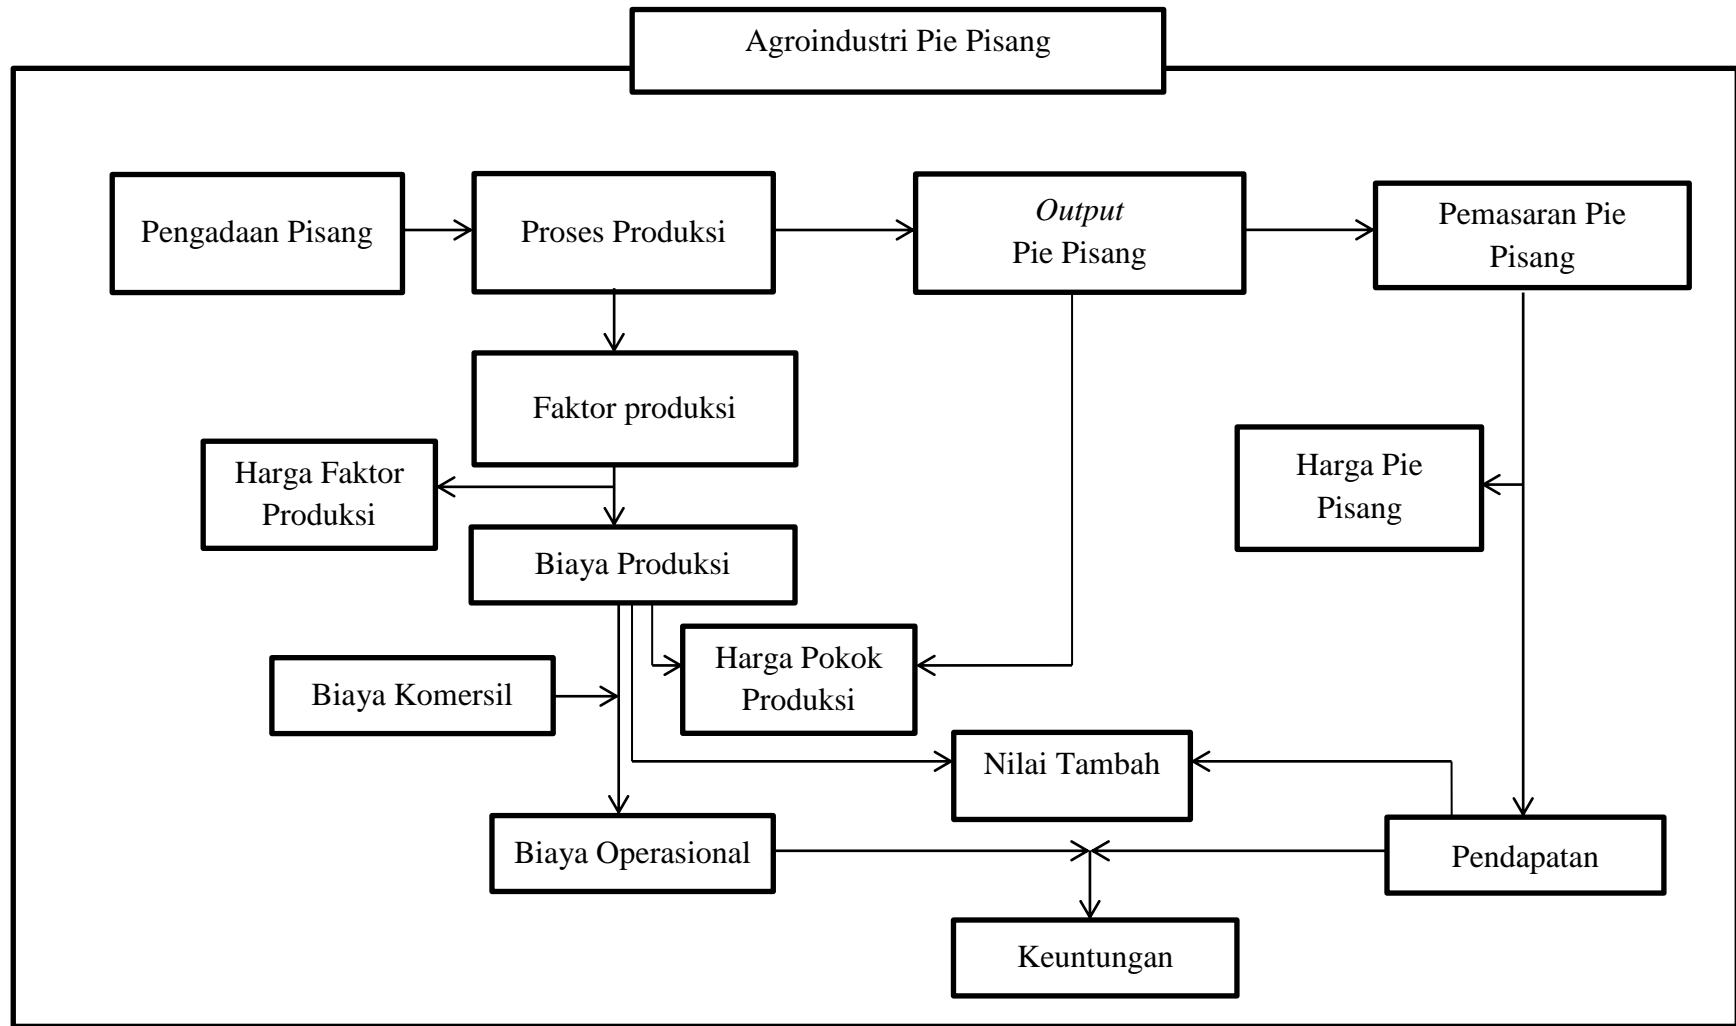 Agroindustri Pie Pisang
Pengadaan Pisang
Proses Produksi
Output
Pie Pisang
Pemasaran Pie
Pisang
Faktor produksi
Harga Faktor
Produksi
Harga Pie
Pisang
Biaya Produksi
Harga Pokok
Produksi
Biaya Komersil
Nilai Tambah
Biaya Operasional
Pendapatan
Keuntungan